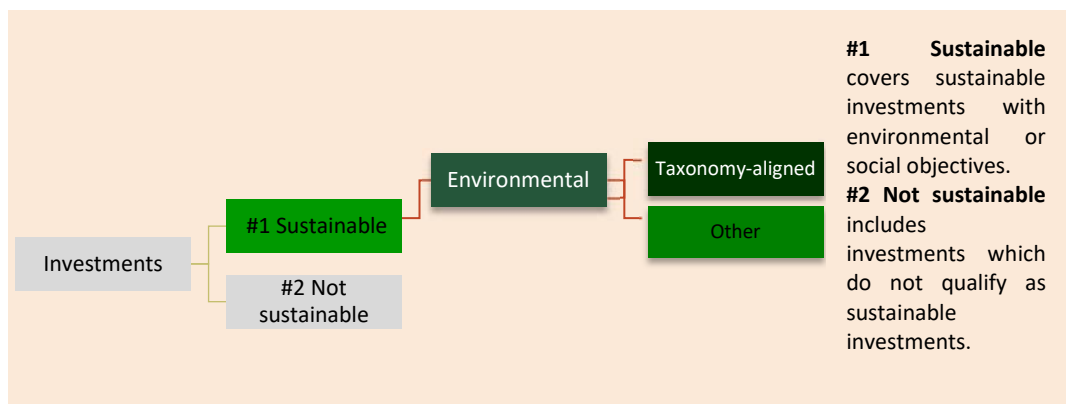 Investments
#1 Sustainable
#2 Not
sustainable
Environmental
Taxonomy-aligned
Other
#1 Sustainable
covers sustainable
investments with
environmental or
social objectives.
#2 Not sustainable
includes
investments which
do not qualify as
sustainable
investments.